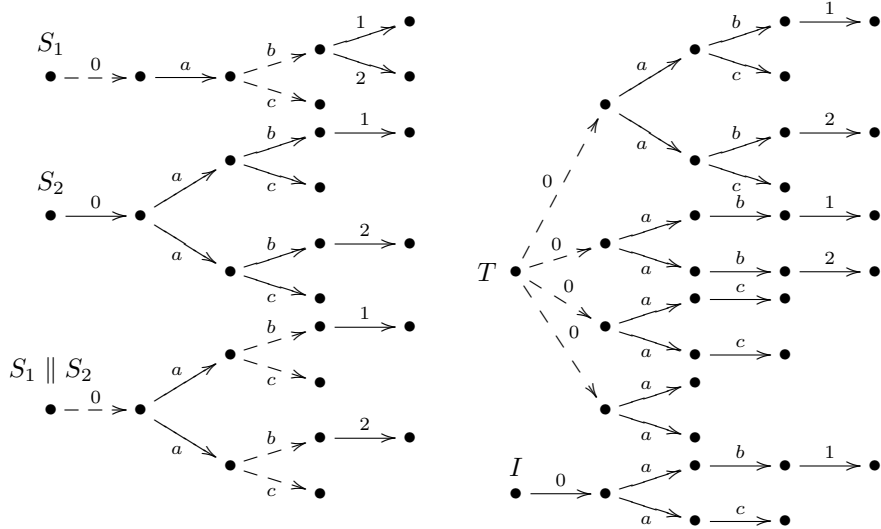 S₁ 0 a b c 1 2
S₂ 0 a a b c b c 1 2
S₁ ∥ S₂ 0 a a b c b c 1 2
T 0 0 0 0
a a b c b c 1 2
a a b b 1 2
a a c c
a a
I 0 a a b c 1